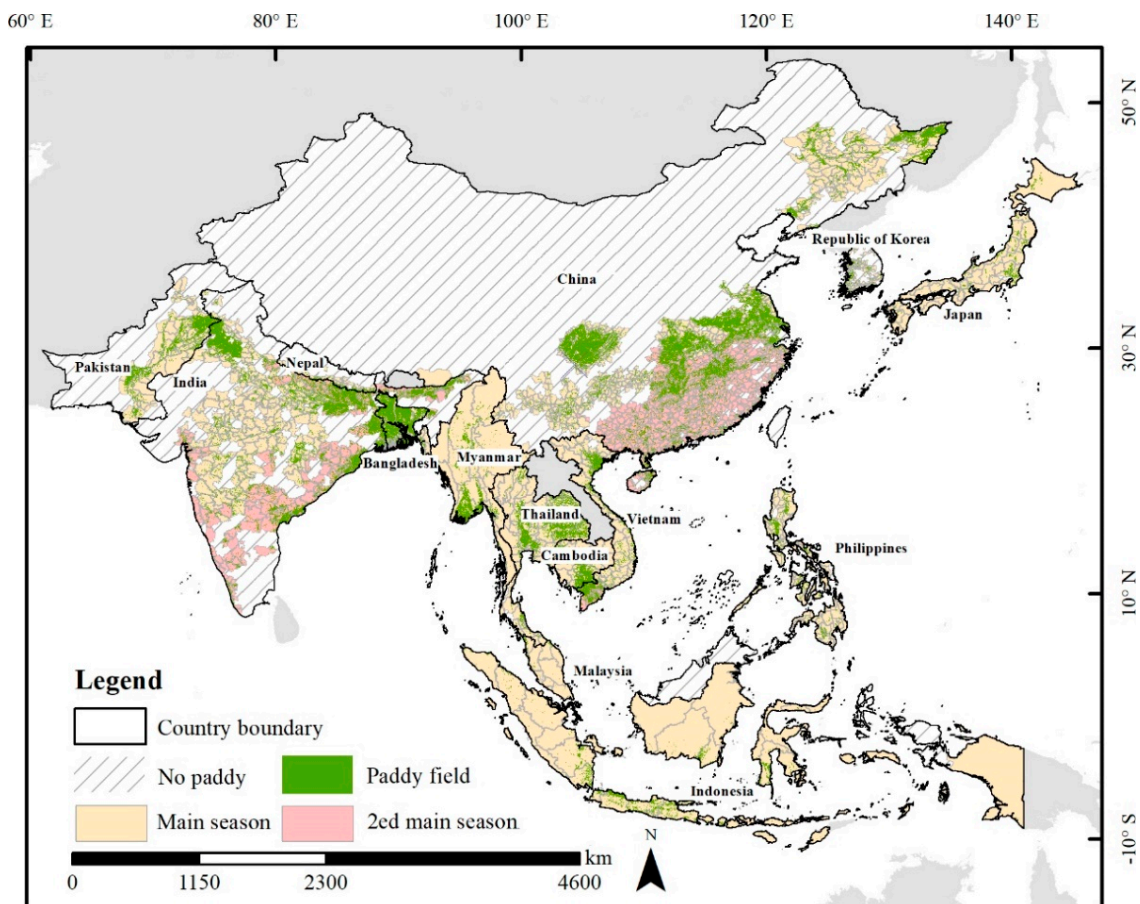 60° E 80° E 100° E 120° E 140° E
50° N
Republic of Korea
China
Japan
30° N
Pakistan
Nepal
India
Bangladesh
Myanmar
Thailand
Vietnam
Cambodia
Philippines
10° N
Malaysia
Legend
Country boundary
No paddy
Paddy field
Main season
2ed main season
Indonesia
-10° S
N
km
0 1150 2300 4600